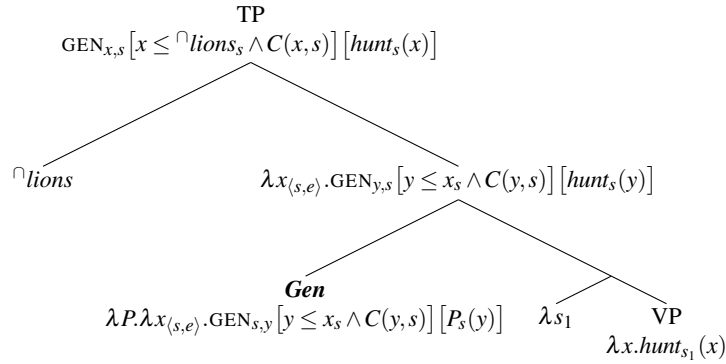 TP
GEN_{x,s}[x ≤ ^∩lions_s ∧ C(x,s)][hunt_s(x)]
^∩lions
λx_{⟨s,e⟩}.GEN_{y,s}[y ≤ x_s ∧ C(y,s)][hunt_s(y)]
Gen
λP.λx_{⟨s,e⟩}.GEN_{s,y}[y ≤ x_s ∧ C(y,s)][P_s(y)]
λs_1
VP
λx.hunt_{s_1}(x)